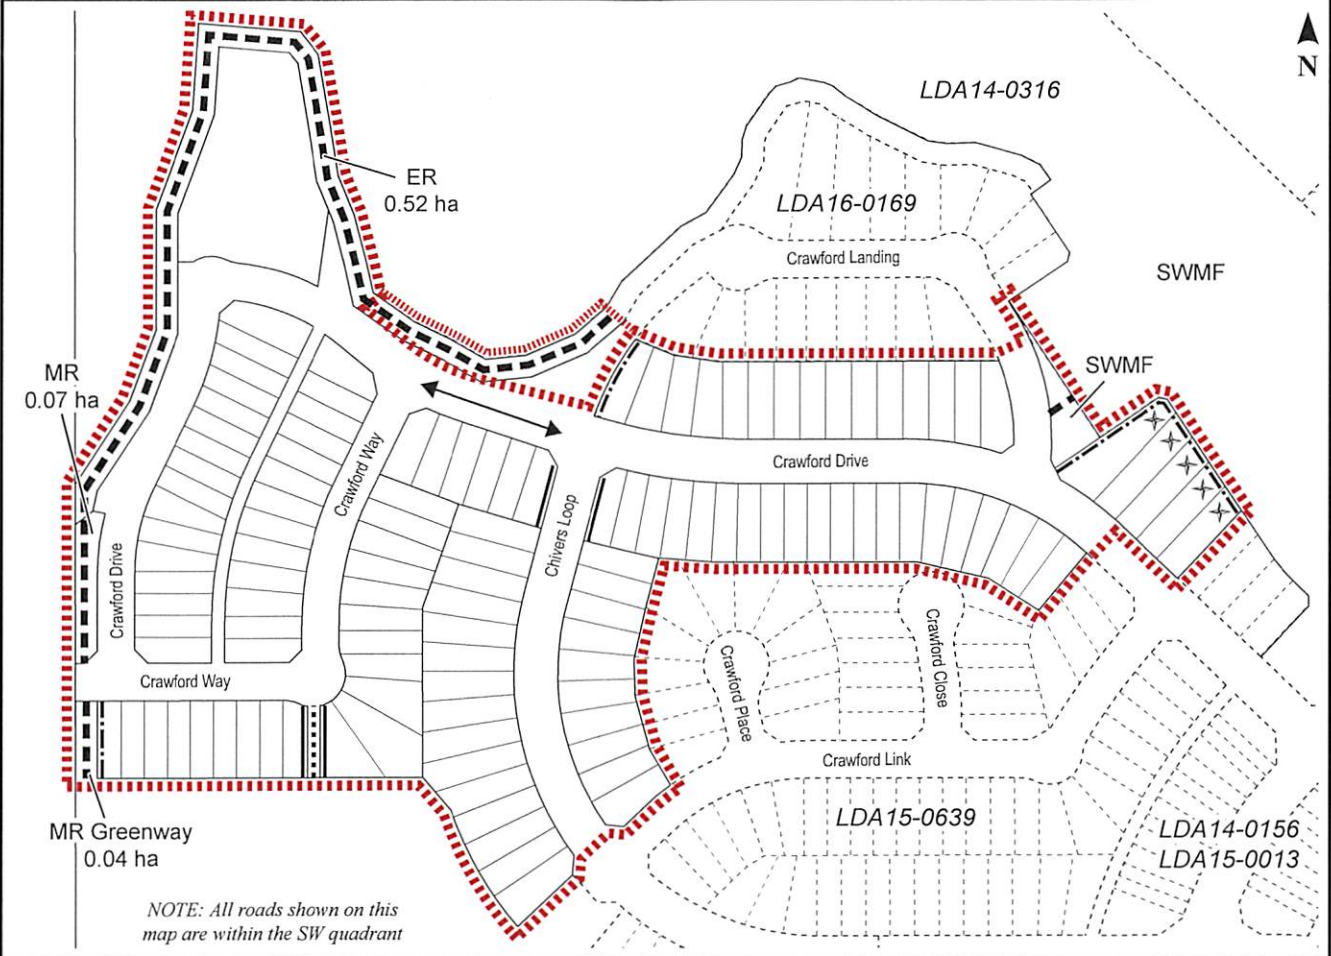 N
LDA14-0316
ER
0.52 ha
LDA16-0169
Crawford Landing
SWMF
SWMF
MR
0.07 ha
Crawford Way
Crawford Drive
Chivers Loop
Crawford Drive
Crawford Way
Crawford Place
Crawford Close
Crawford Link
LDA15-0639
LDA14-0156
LDA15-0013
MR Greenway
0.04 ha
NOTE: All roads shown on this
map are within the SW quadrant